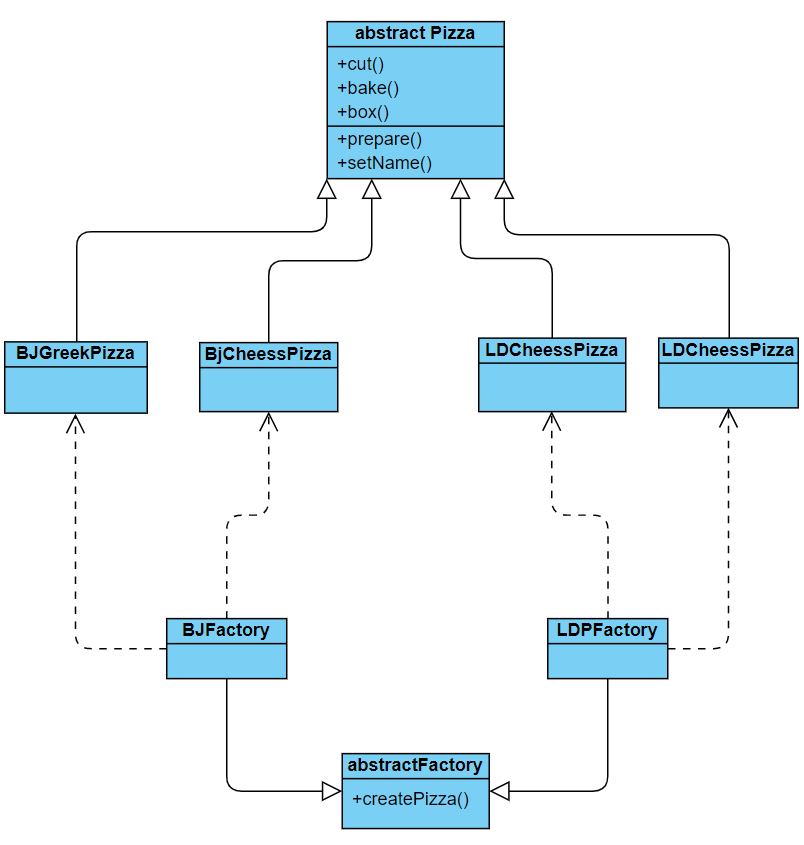 abstract Pizza
+cut()
+bake()
+box()
+prepare()
+setName()
BJGreekPizza
BjCheessPizza
LDCheessPizza
LDCheessPizza
BJFactory
LDPFactory
abstractFactory
+createPizza()